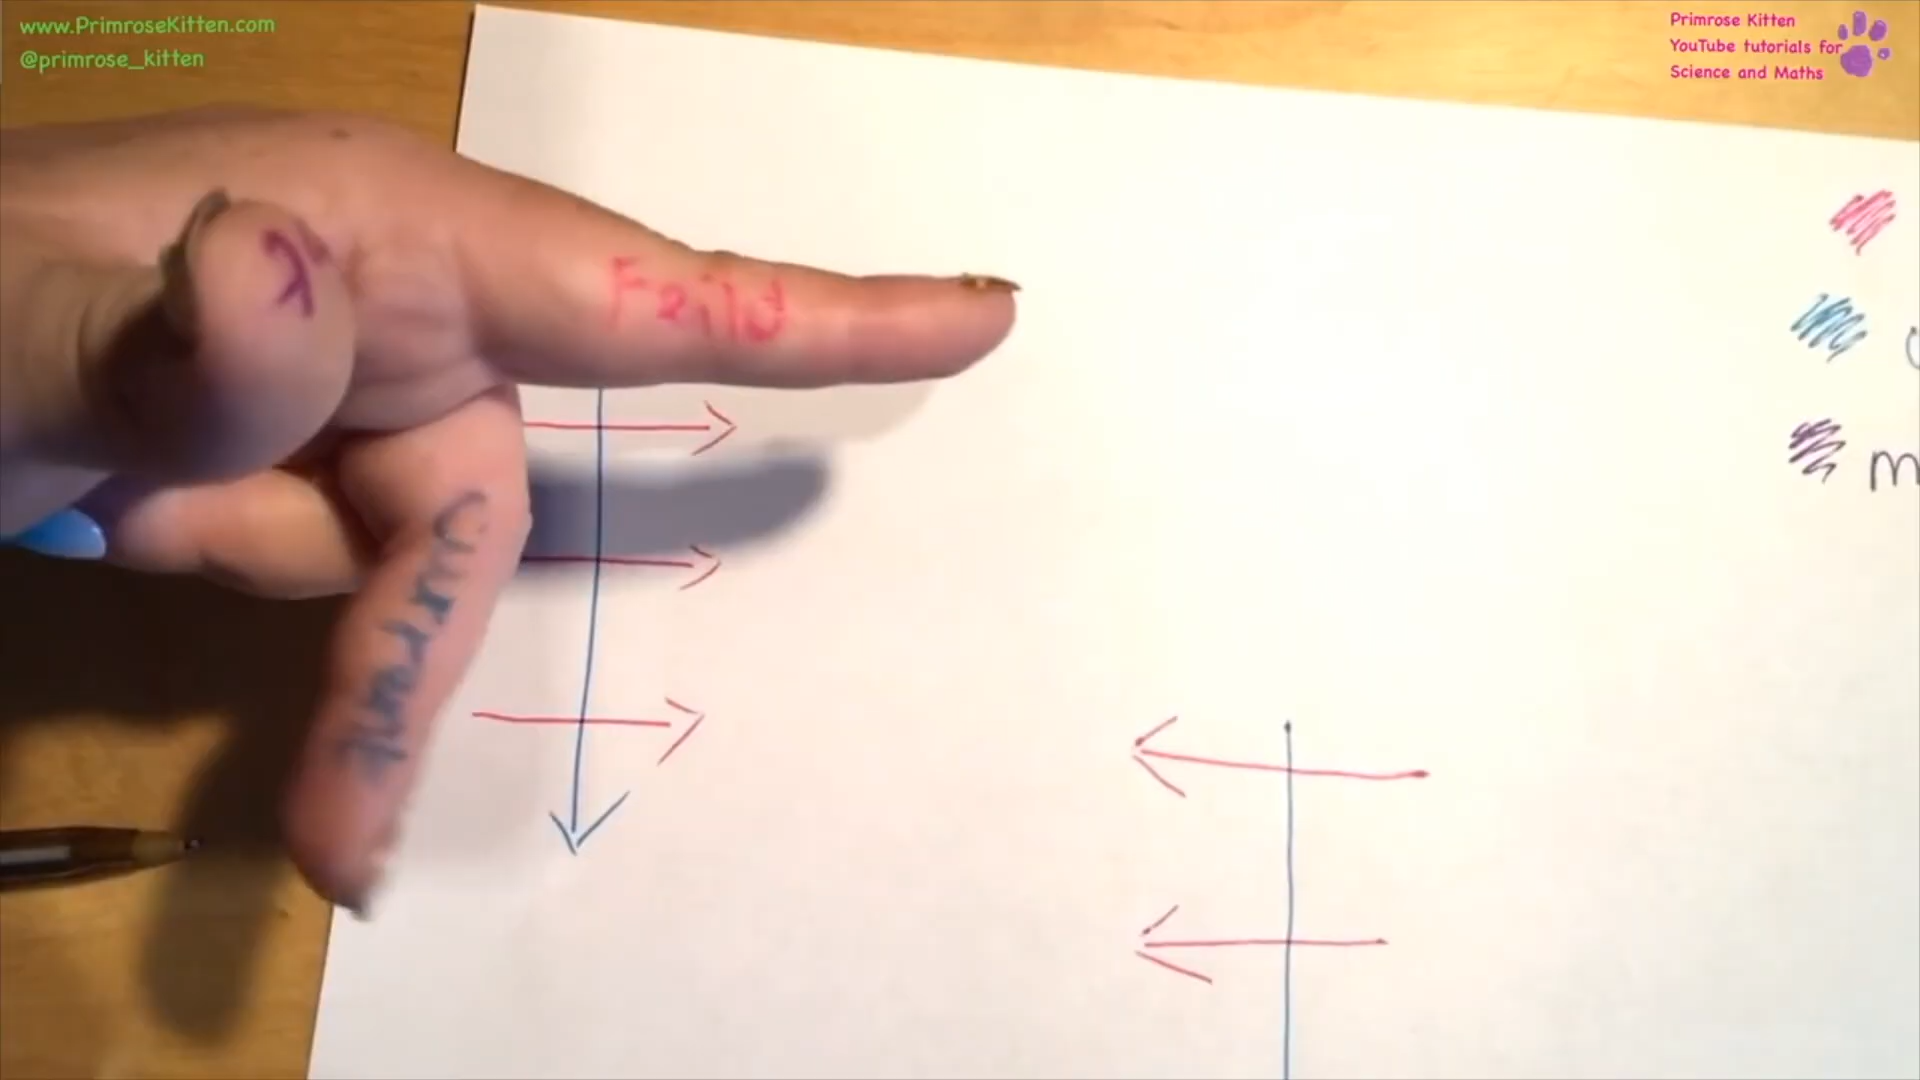 www.PrimroseKitten.com
@primrose_kitten
Primrose Kitten
YouTube tutorials for
Science and Maths
Feild
Current
m